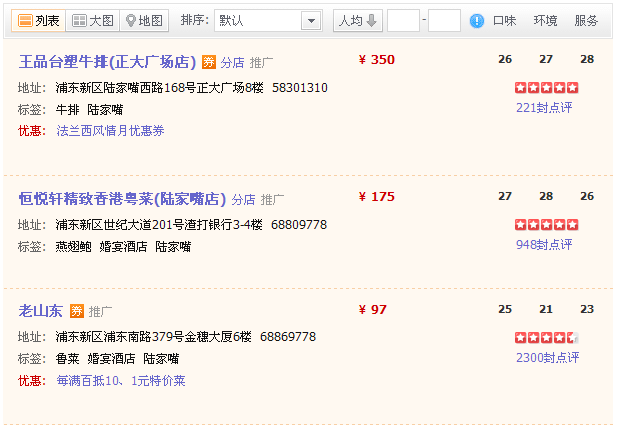 列表 大图 地图 排序: 默认 人均 - 口味 环境 服务
王品台塑牛排(正大广场店) 券 分店 推广 ¥ 350 26 27 28
地址: 浦东新区陆家嘴西路168号正大广场8楼 58301310
221封点评
标签: 牛排 陆家嘴
优惠: 法兰西风情月优惠券
恒悦轩精致香港粤菜(陆家嘴店) 分店 推广 ¥ 175 27 28 26
地址: 浦东新区世纪大道201号渣打银行3-4楼 68809778
948封点评
标签: 燕翅鲍 婚宴酒店 陆家嘴
老山东 券 推广 ¥ 97 25 21 23
地址: 浦东新区浦东南路379号金穗大厦6楼 68869778
2300封点评
标签: 鲁菜 婚宴酒店 陆家嘴
优惠: 每满百抵10、1元特价菜